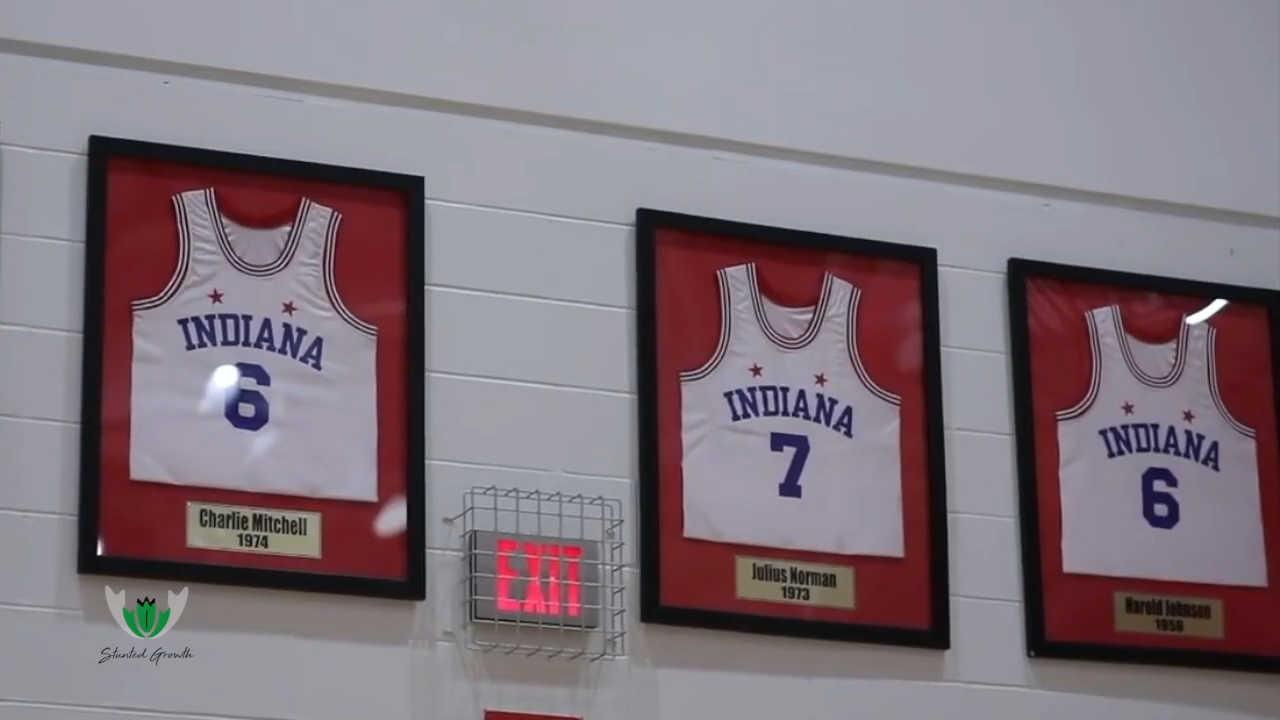 INDIANA
6
Charlie Mitchell
1974
EXIT
INDIANA
7
Julius Norman
1973
INDIANA
6
Harold Johnson
1956
Stunted Growth